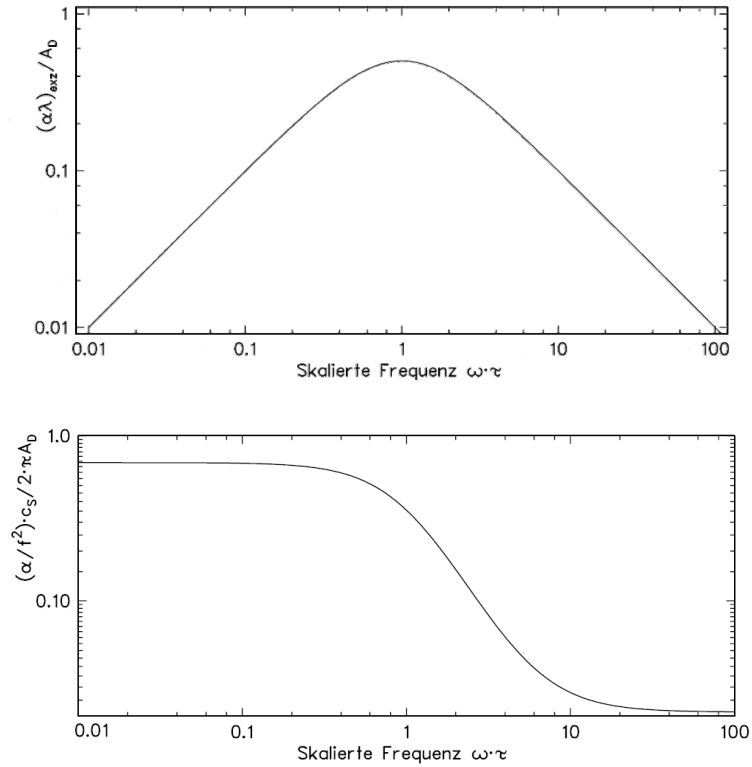 1
(αλ)exz/AD
0.1
0.01
0.01 0.1 1 10 100
Skalierte Frequenz ω·τ
1.0
(α/f²)·cS/2·πAD
0.10
0.01 0.1 1 10 100
Skalierte Frequenz ω·τ